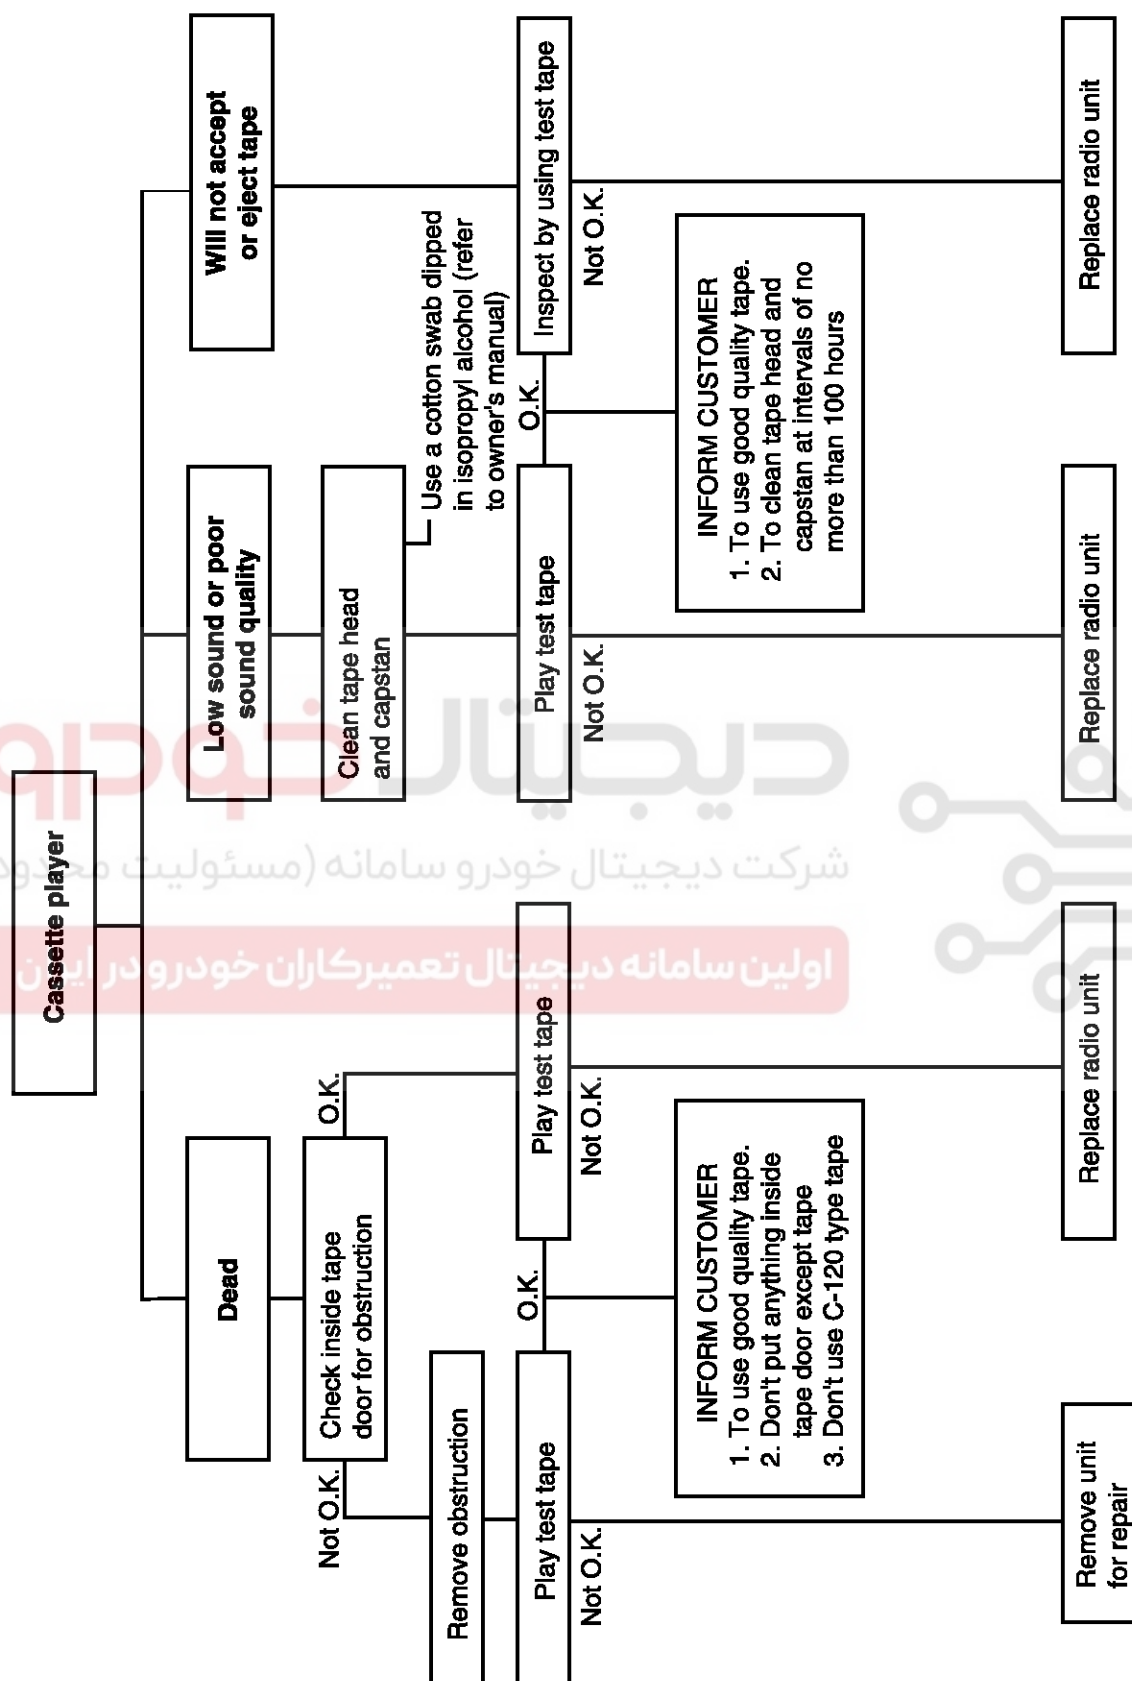 Cassette player
Dead
Low sound or poor
sound quality
Will not accept
or eject tape
Check inside tape
door for obstruction
Not O.K.
O.K.
Clean tape head
and capstan
Use a cotton swab dipped
in isopropyl alcohol (refer
to owner's manual)
Remove obstruction
Play test tape
O.K.
Play test tape
Play test tape
O.K.
Inspect by using test tape
Not O.K.
Not O.K.
Not O.K.
Not O.K.
INFORM CUSTOMER
1. To use good quality tape.
2. Don't put anything inside
tape door except tape
3. Don't use C-120 type tape
INFORM CUSTOMER
1. To use good quality tape.
2. To clean tape head and
capstan at intervals of no
more than 100 hours
Remove unit
for repair
Replace radio unit
Replace radio unit
Replace radio unit
دیجیتال خودرو
شرکت دیجیتال خودرو سامانه (مسئولیت
اولین سامانه دیجیتال تعمیرکاران خودرو در ایران